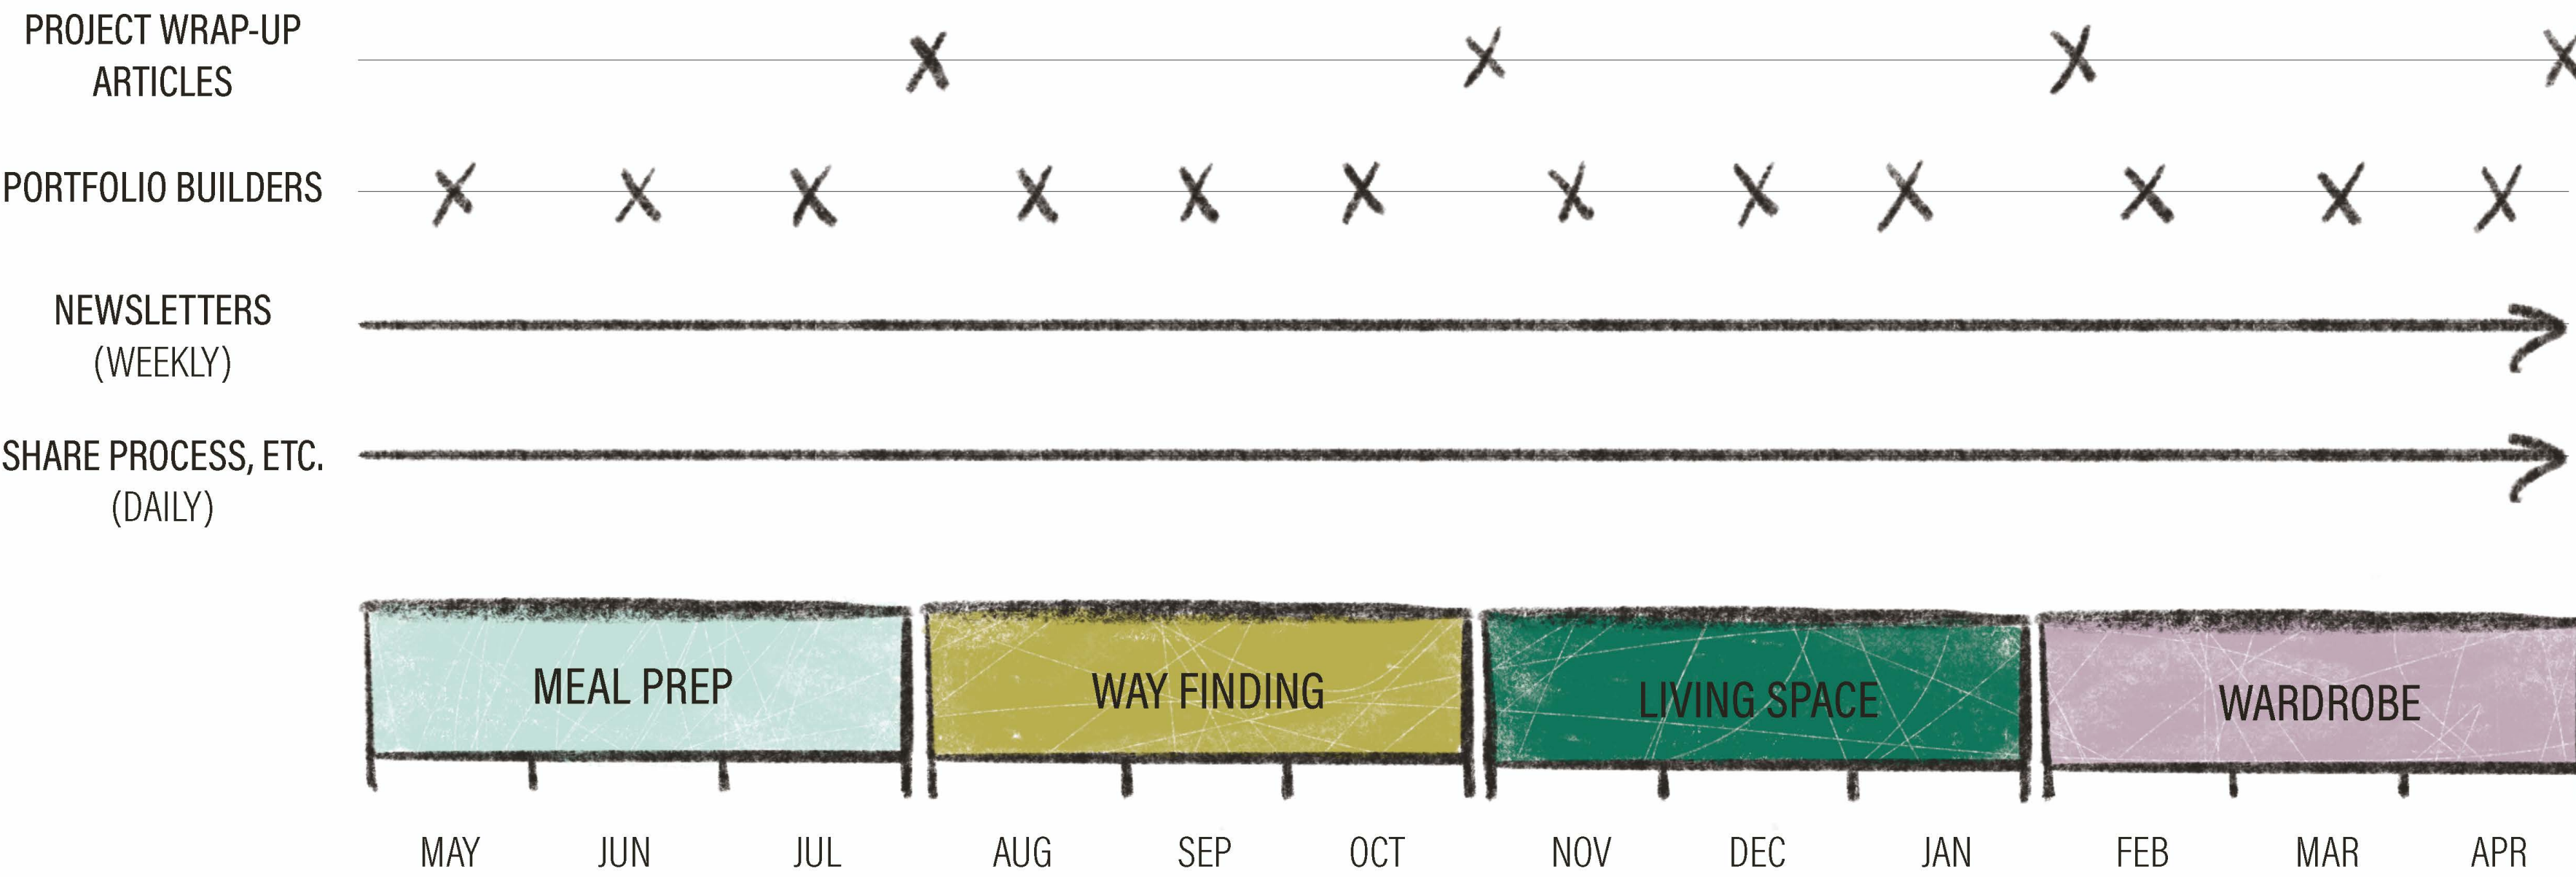 PROJECT WRAP-UP
ARTICLES
PORTFOLIO BUILDERS
NEWSLETTERS
(WEEKLY)
SHARE PROCESS, ETC.
(DAILY)
MEAL PREP
WAY FINDING
LIVING SPACE
WARDROBE
MAY JUN JUL AUG SEP OCT NOV DEC JAN FEB MAR APR